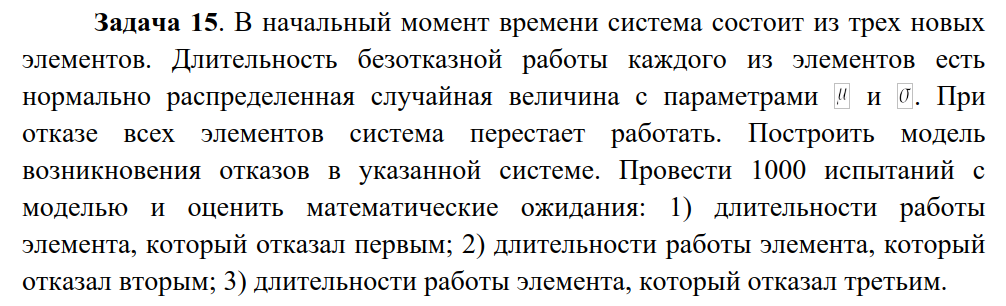 Задача 15. В начальный момент времени система состоит из трех новых
элементов. Длительность безотказной работы каждого из элементов есть
нормально распределенная случайная величина с параметрами μ и σ. При
отказе всех элементов система перестает работать. Построить модель
возникновения отказов в указанной системе. Провести 1000 испытаний с
моделью и оценить математические ожидания: 1) длительности работы
элемента, который отказал первым; 2) длительности работы элемента, который
отказал вторым; 3) длительности работы элемента, который отказал третьим.